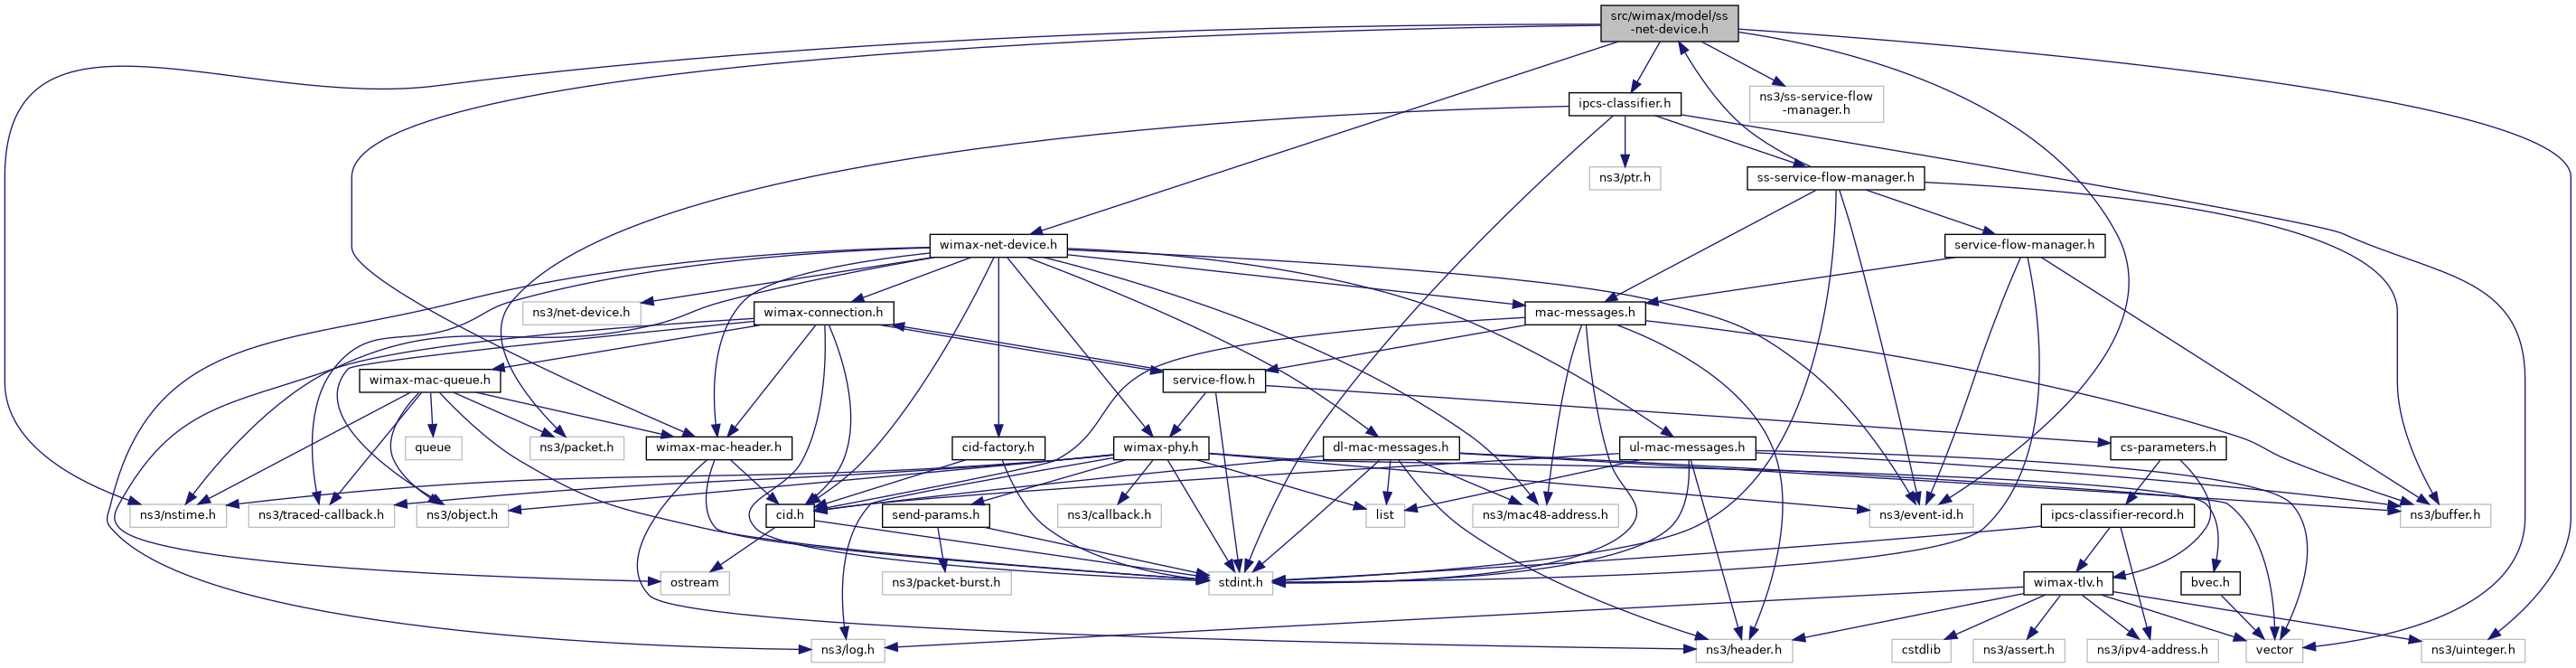 src/wimax/model/ss
-net-device.h
ipcs-classifier.h
ns3/ss-service-flow
-manager.h
ns3/ptr.h
ss-service-flow-manager.h
wimax-net-device.h
service-flow-manager.h
ns3/net-device.h
wimax-connection.h
mac-messages.h
wimax-mac-queue.h
service-flow.h
queue
ns3/packet.h
wimax-mac-header.h
cid-factory.h
wimax-phy.h
dl-mac-messages.h
ul-mac-messages.h
cs-parameters.h
ns3/nstime.h
ns3/traced-callback.h
ns3/object.h
cid.h
send-params.h
ns3/callback.h
list
ns3/mac48-address.h
ns3/event-id.h
ipcs-classifier-record.h
ns3/buffer.h
ostream
ns3/packet-burst.h
stdint.h
wimax-tlv.h
bvec.h
ns3/log.h
ns3/header.h
cstdlib
ns3/assert.h
ns3/ipv4-address.h
vector
ns3/uinteger.h